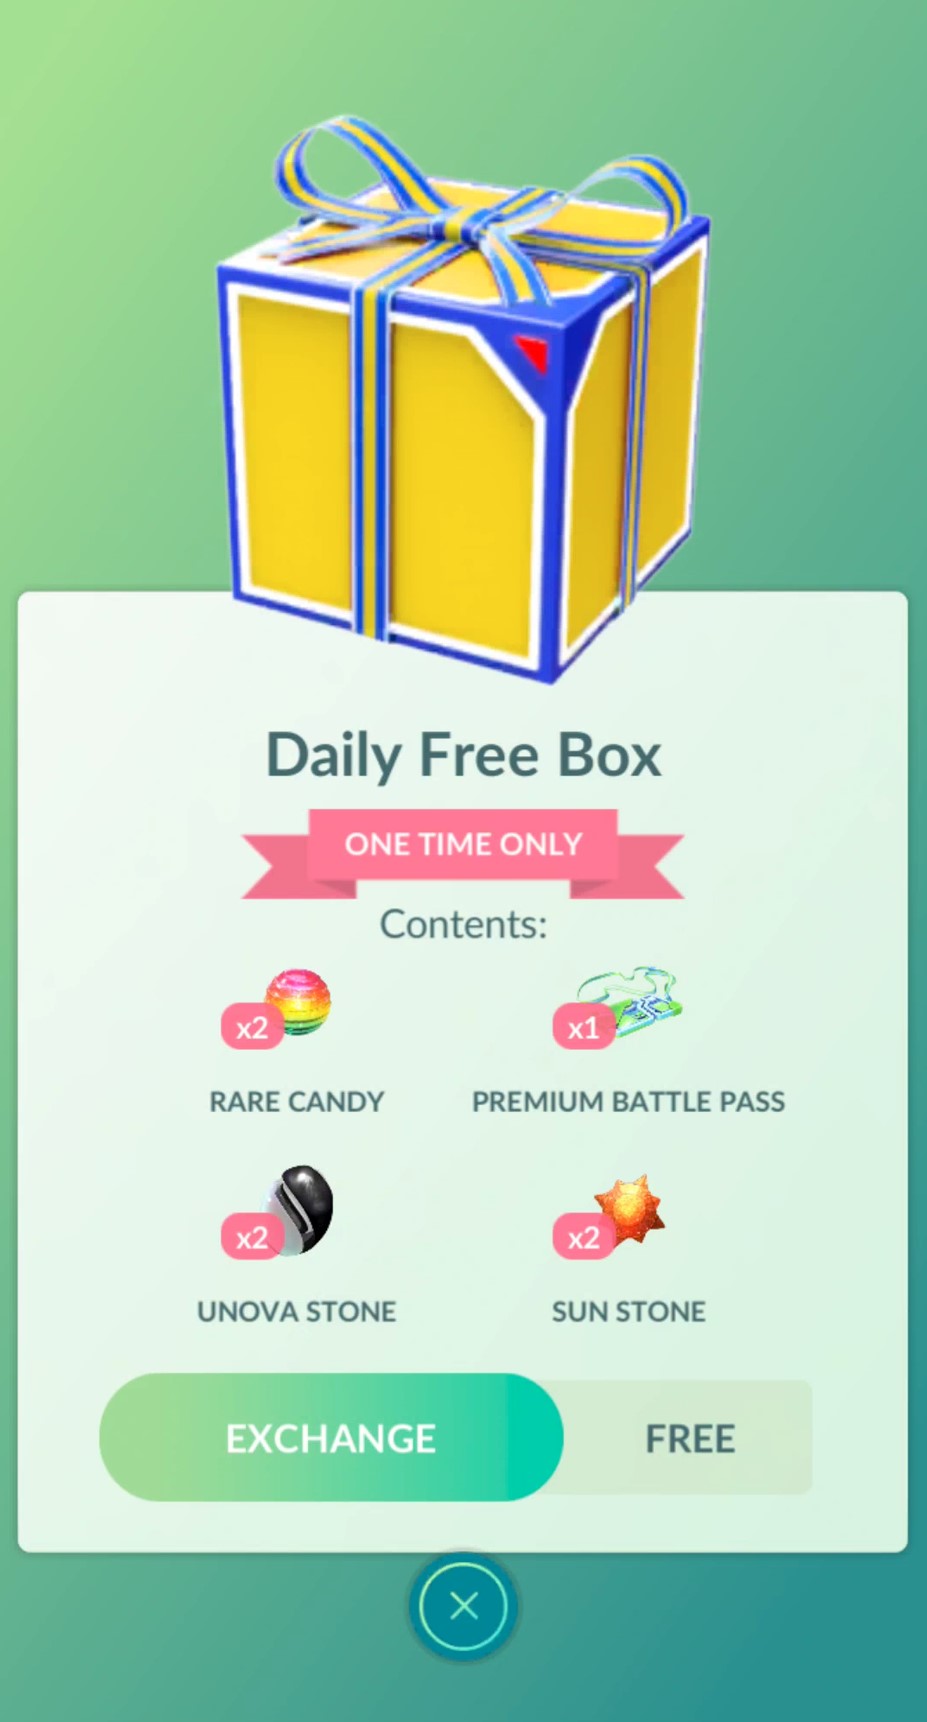 Daily Free Box
ONE TIME ONLY
Contents:
x2
x1
RARE CANDY
PREMIUM BATTLE PASS
x2
x2
UNOVA STONE
SUN STONE
EXCHANGE
FREE